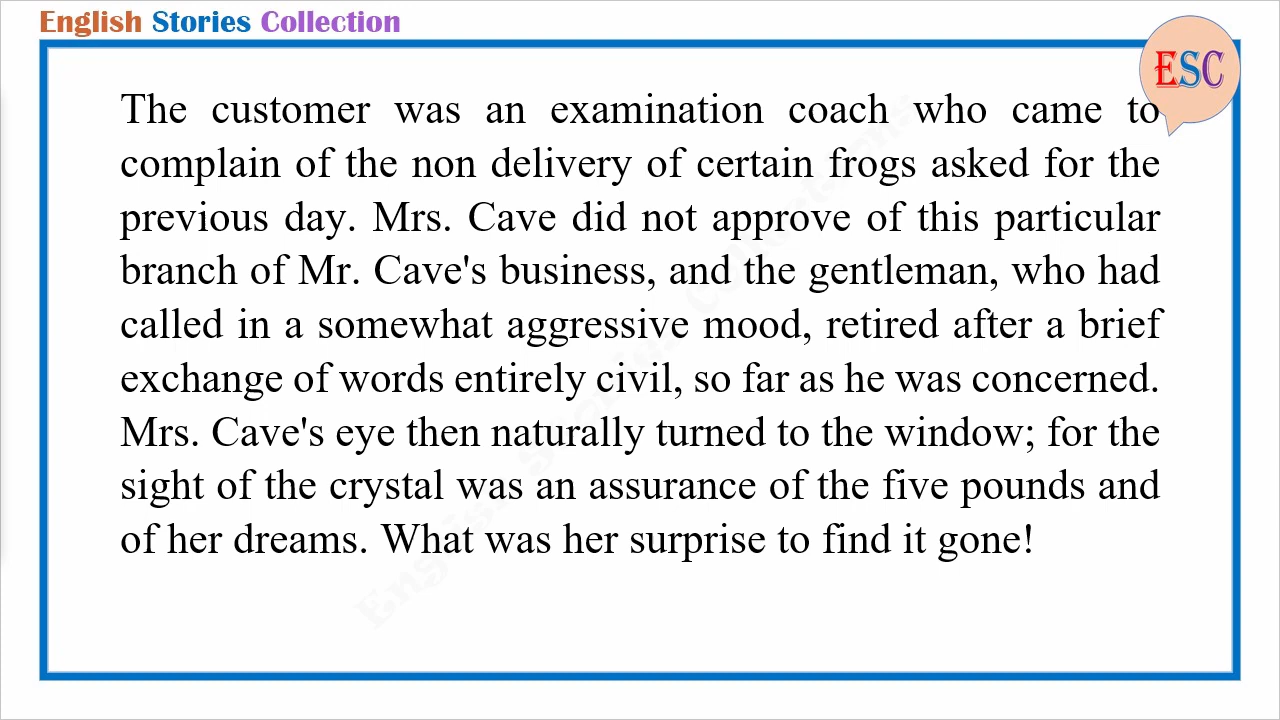 English Stories Collection
ESC
The customer was an examination coach who came to
complain of the non delivery of certain frogs asked for the
previous day. Mrs. Cave did not approve of this particular
branch of Mr. Cave's business, and the gentleman, who had
called in a somewhat aggressive mood, retired after a brief
exchange of words entirely civil, so far as he was concerned.
Mrs. Cave's eye then naturally turned to the window; for the
sight of the crystal was an assurance of the five pounds and
of her dreams. What was her surprise to find it gone!
English Stories Collections